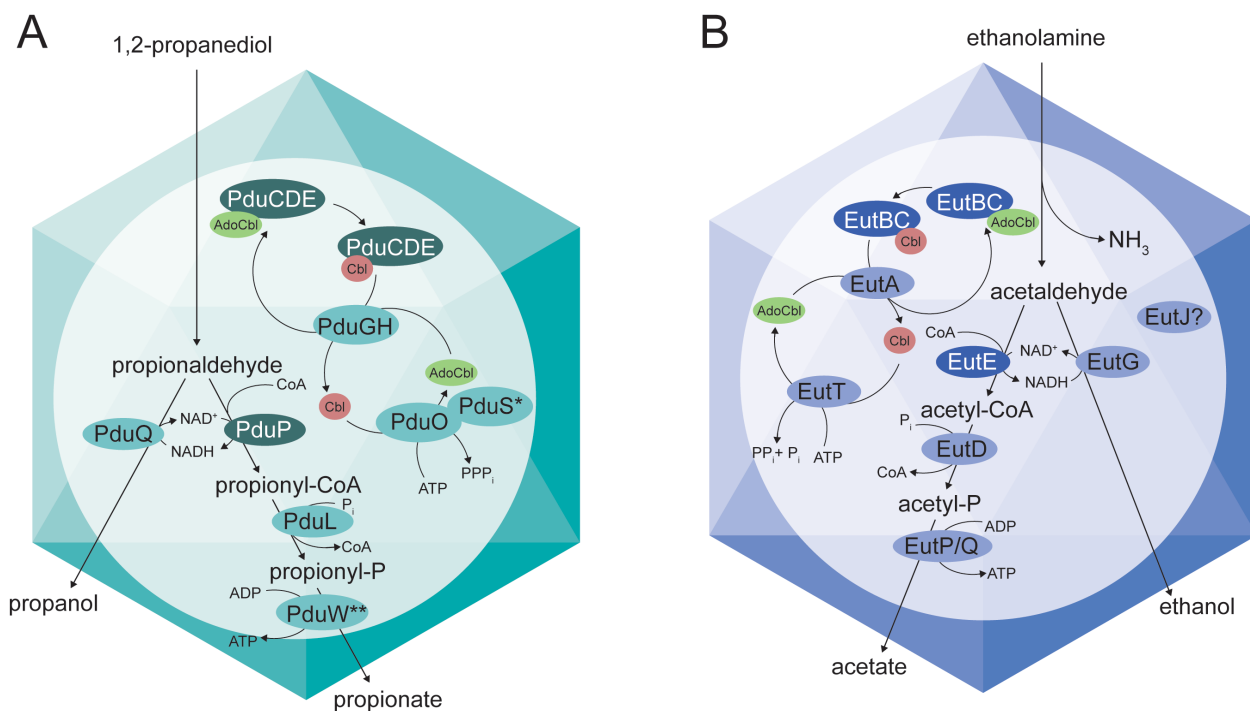 A
1,2-propanediol
PduCDE
AdoCbl
PduCDE
Cbl
PduGH
propionaldehyde
AdoCbl
CoA
Cbl
PduS*
PduO
NAD⁺
PduQ
PduP
NADH
PPPᵢ
ATP
propionyl-CoA
Pᵢ
PduL
CoA
propionyl-P
ADP
propanol
PduW**
ATP
propionate
B
ethanolamine
EutBC
EutBC
AdoCbl
Cbl
NH₃
EutA
acetaldehyde
AdoCbl
EutJ?
CoA
Cbl
NAD⁺
EutE
EutG
NADH
EutT
acetyl-CoA
Pᵢ
EutD
PPᵢ+ Pᵢ
ATP
CoA
acetyl-P
ADP
EutP/Q
ATP
ethanol
acetate